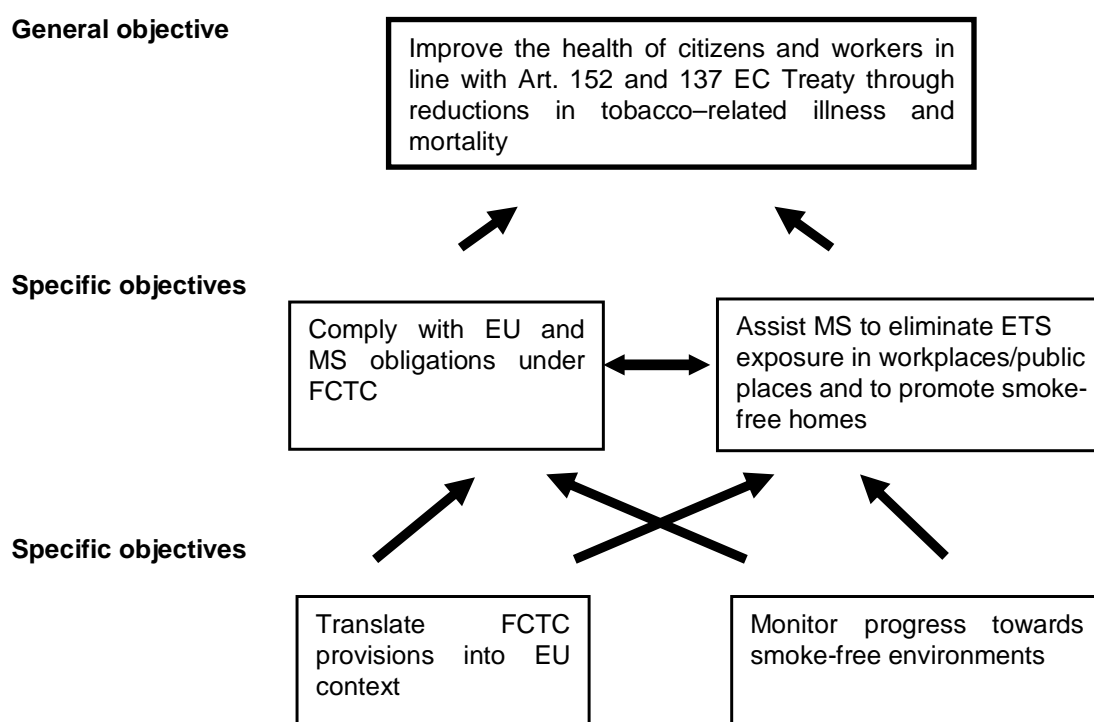 General objective
Improve the health of citizens and workers in
line with Art. 152 and 137 EC Treaty through
reductions in tobacco–related illness and
mortality
Specific objectives
Comply with EU and
MS obligations under
FCTC
Assist MS to eliminate ETS
exposure in workplaces/public
places and to promote smoke-
free homes
Specific objectives
Translate FCTC
provisions into EU
context
Monitor progress towards
smoke-free environments